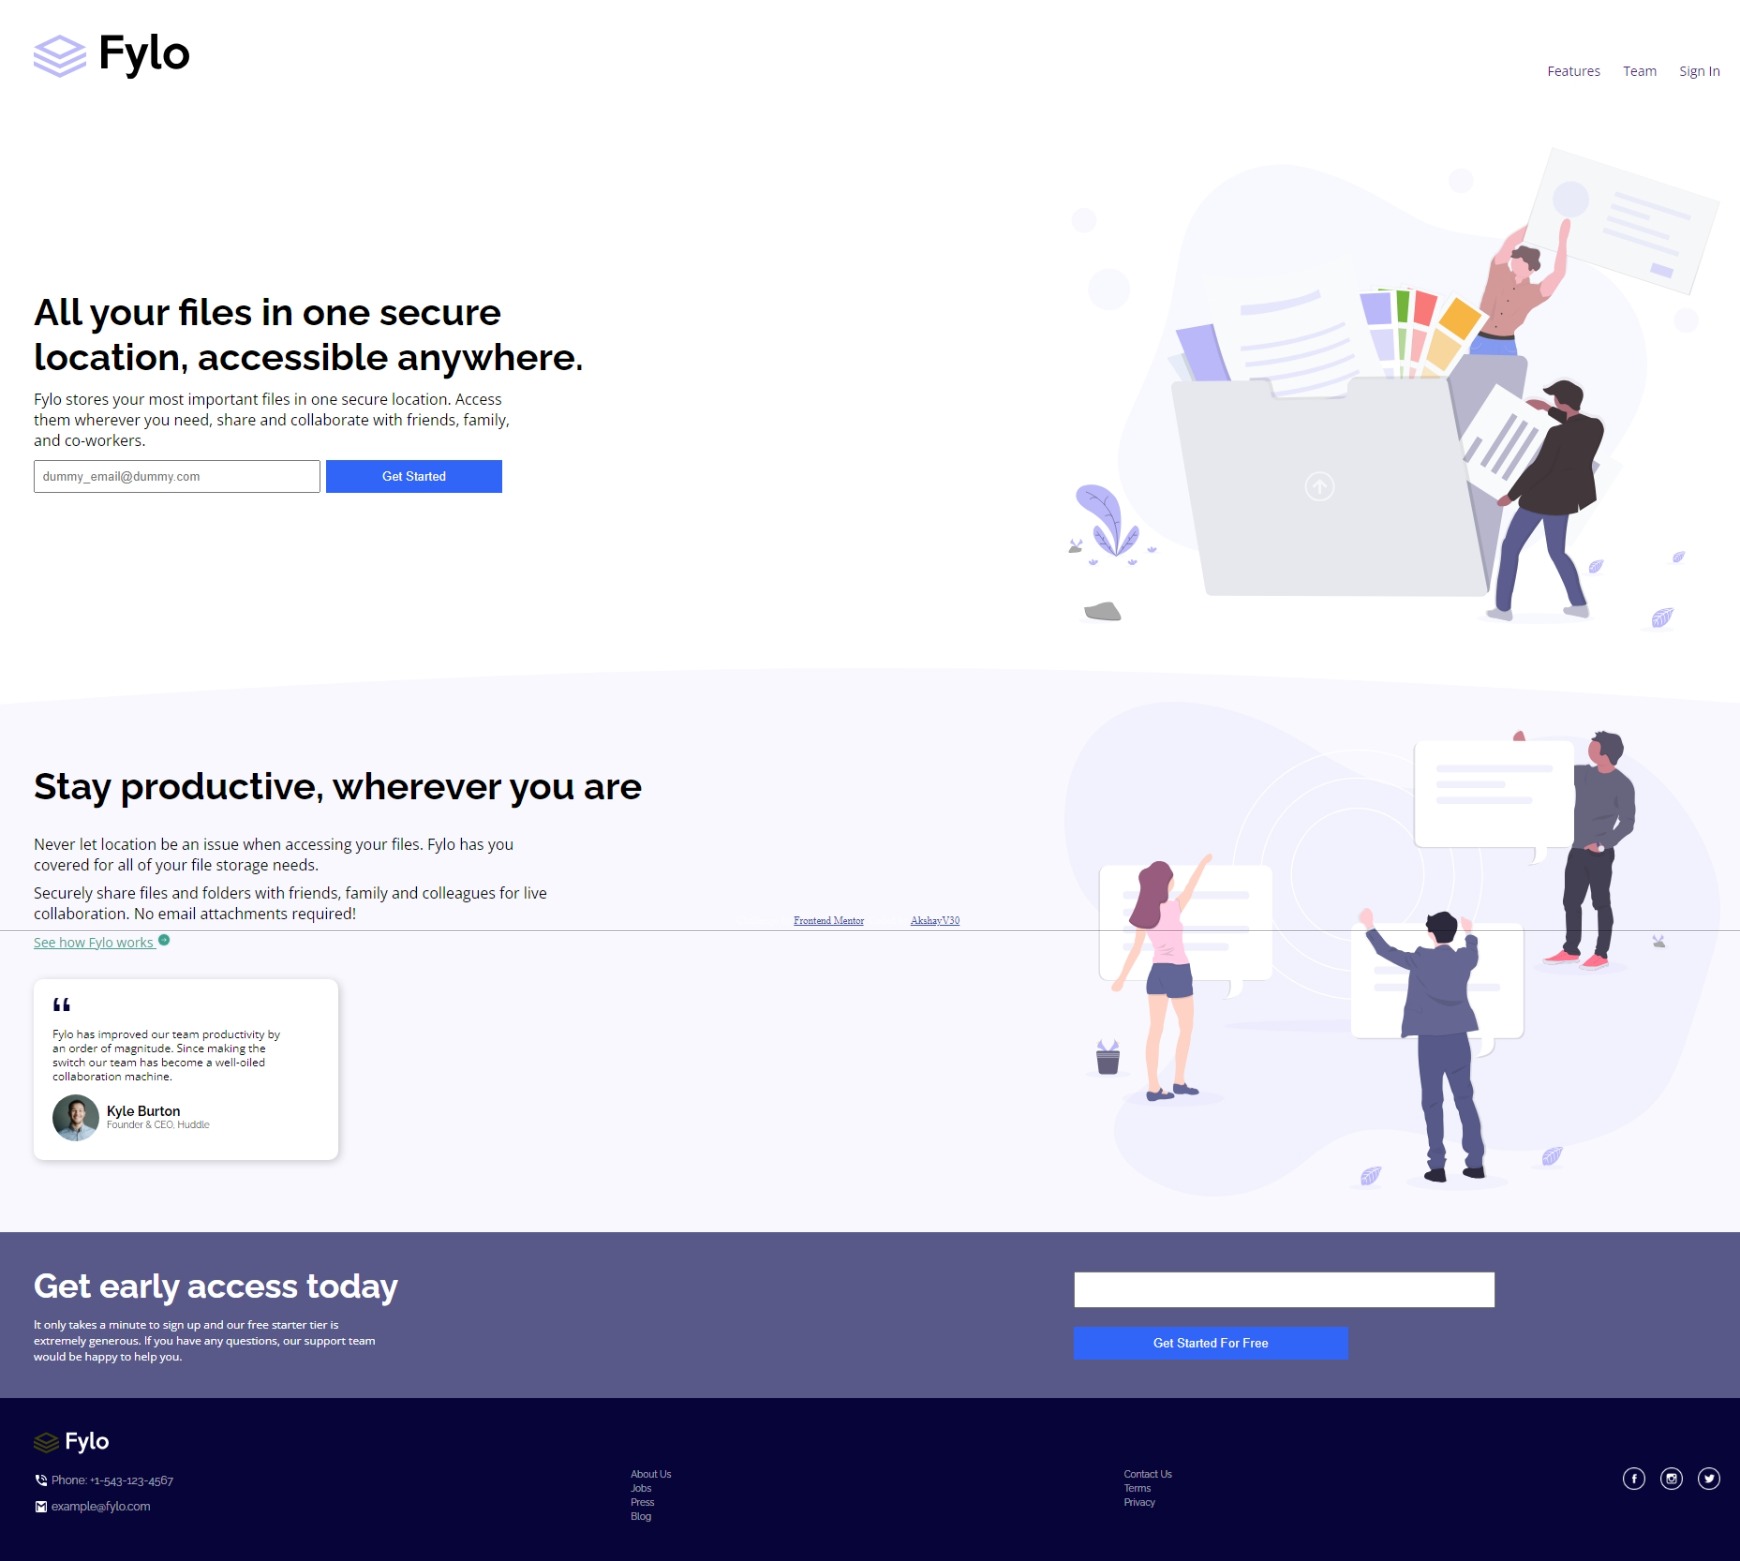 Fylo
Features Team Sign In
All your files in one secure
location, accessible anywhere.
Fylo stores your most important files in one secure location. Access
them wherever you need, share and collaborate with friends, family,
and co-workers.
dummy_email@dummy.com Get Started
Stay productive, wherever you are
Never let location be an issue when accessing your files. Fylo has you
covered for all of your file storage needs.
Securely share files and folders with friends, family and colleagues for live
collaboration. No email attachments required!
Frontend Mentor AkshayV30
See how Fylo works
“
Fylo has improved our team productivity by
an order of magnitude. Since making the
switch our team has become a well-oiled
collaboration machine.
Kyle Burton
Founder & CEO, Huddle
Get early access today
It only takes a minute to sign up and our free starter tier is
extremely generous. If you have any questions, our support team
would be happy to help you.
Get Started For Free
Fylo
Phone: +1-543-123-4567
example@fylo.com
About Us
Jobs
Press
Blog
Contact Us
Terms
Privacy